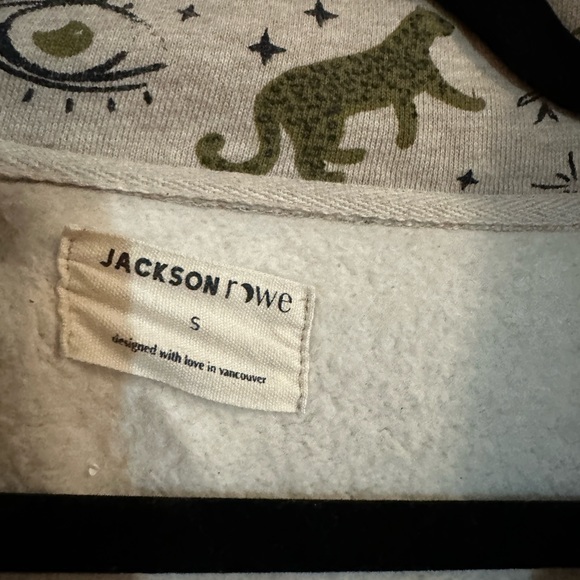 JACKSON rowe
S
designed with love in vancouver